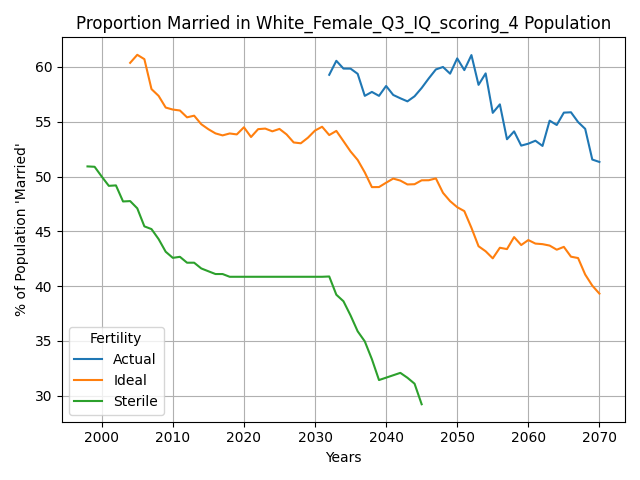 Proportion Married in White_Female_Q3_IQ_scoring_4 Population
% of Population 'Married'
60
55
50
45
40
35
30
Fertility
Actual
Ideal
Sterile
2000 2010 2020 2030 2040 2050 2060 2070
Years